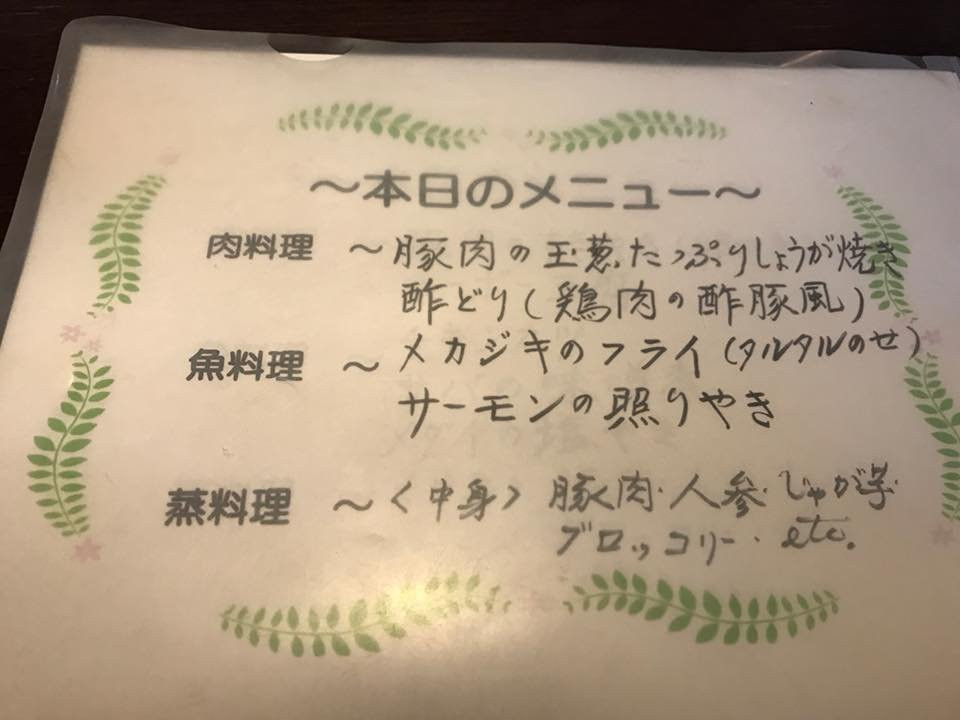 ～本日のメニュー～
肉料理 ～豚肉の玉葱たっぷりしょうが焼き
酢どり(鶏肉の酢豚風)
魚料理 ～メカジキのフライ(タルタルのせ)
サーモンの照りやき
蒸料理 ～〈中身〉豚肉・人参・じゃが芋・
ブロッコリー・etc.